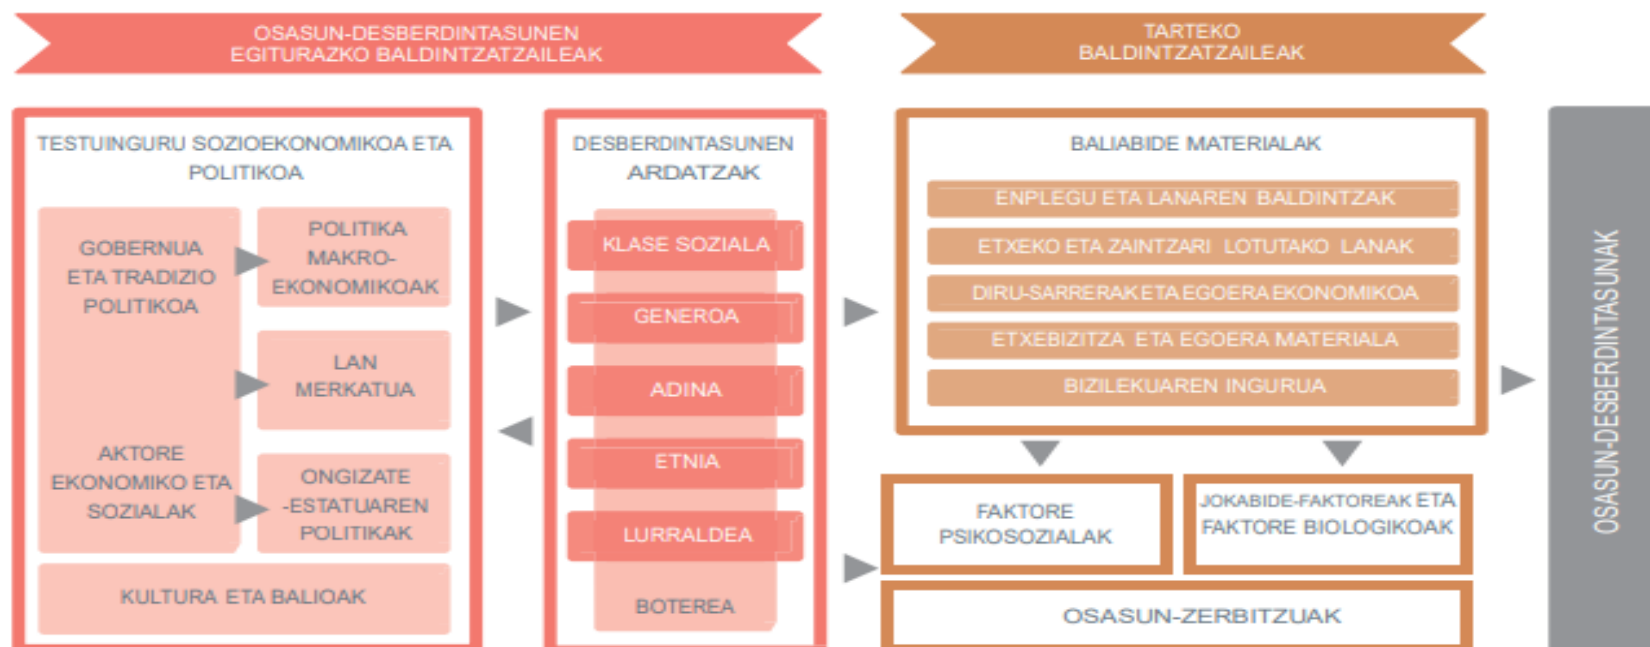 OSASUN-DESBERDINTASUNEN
EGITURAZKO BALDINTZATZAILEAK
TARTEKO
BALDINTZATZAILEAK
TESTUINGURU SOZIOEKONOMIKOA ETA
POLITIKOA
GOBERNUA
ETA TRADIZIO
POLITIKOA
AKTORE
EKONOMIKO ETA
SOZIALAK
POLITIKA
MAKRO-
EKONOMIKOAK
LAN
MERKATUA
ONGIZATE
-ESTATUAREN
POLITIKAK
KULTURA ETA BALIOAK
DESBERDINTASUNEN
ARDATZAK
KLASE SOZIALA
GENEROA
ADINA
ETNIA
LURRALDEA
BOTEREA
BALIABIDE MATERIALAK
ENPLEGU ETA LANAREN BALDINTZAK
ETXEKO ETA ZAINTZARI LOTUTAKO LANAK
DIRU-SARRERAK ETA EGOERA EKONOMIKOA
ETXEBIZITZA ETA EGOERA MATERIALA
BIZILEKUAREN INGURUA
FAKTORE
PSIKOSOZIALAK
JOKABIDE-FAKTOREAK ETA
FAKTORE BIOLOGIKOAK
OSASUN-ZERBITZUAK
OSASUN-DESBERDINTASUNAK